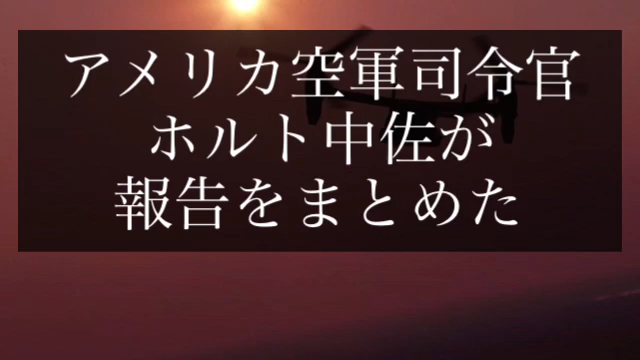 アメリカ空軍司令官
ホルト中佐が
報告をまとめた